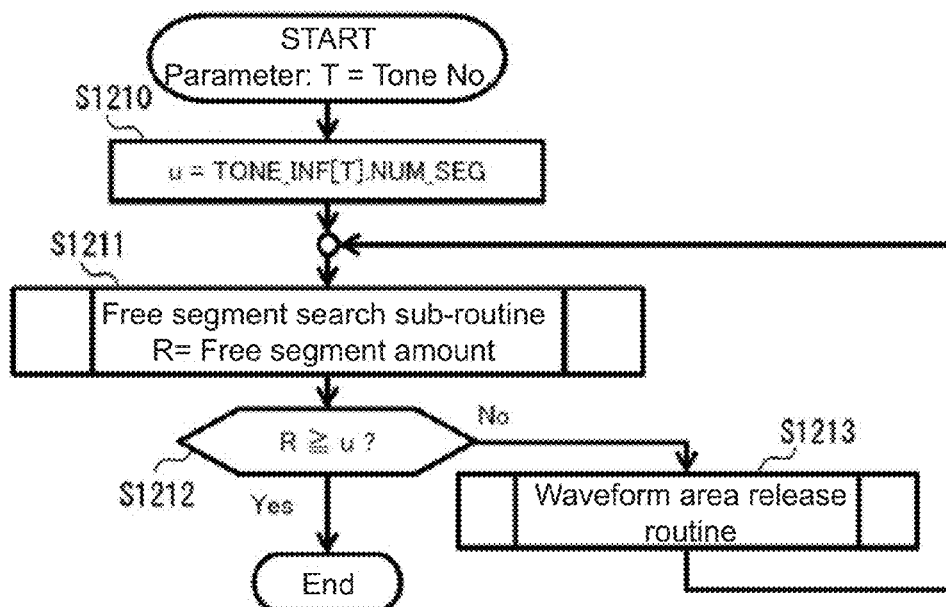 START
Parameter: T = Tone No
S1210
u = TONE_INF[T].NUM_SEG
S1211
Free segment search sub-routine
R= Free segment amount
No
R ≧ u ?
S1213
S1212
Waveform area release
routine
Yes
End